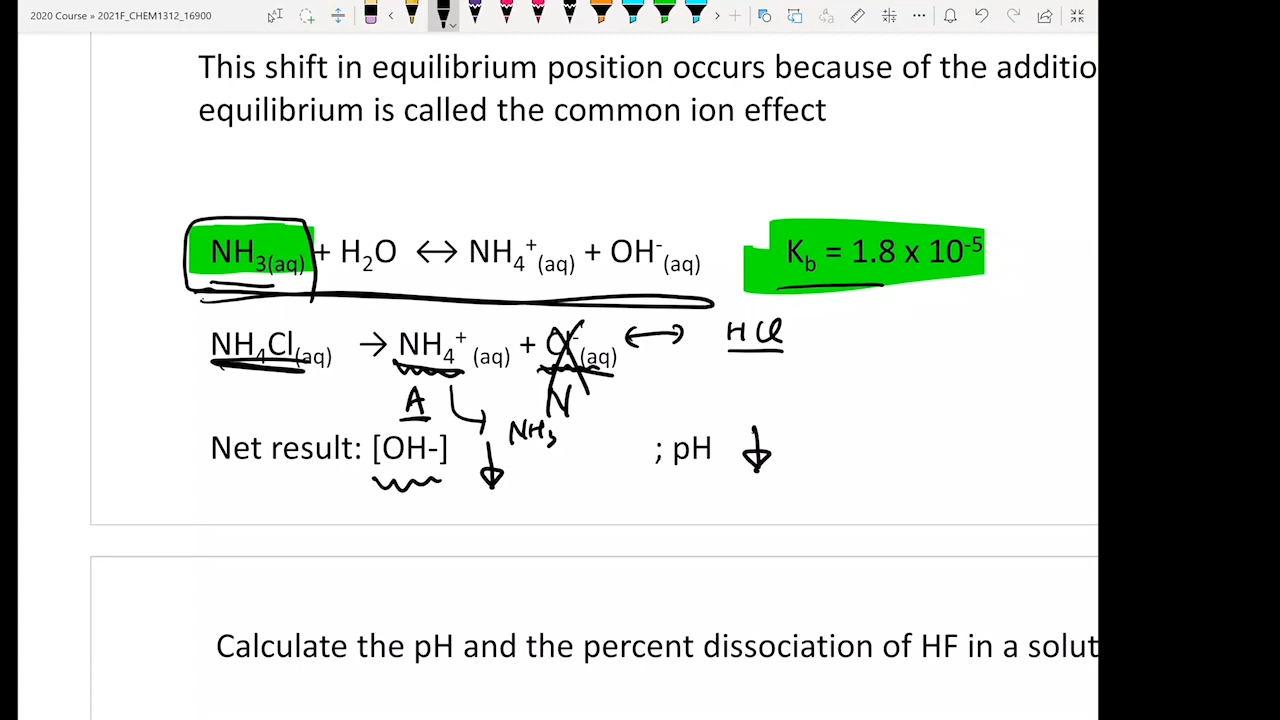 2020 Course » 2021F_CHEM1312_16900
This shift in equilibrium position occurs because of the additio
equilibrium is called the common ion effect
NH3(aq) + H2O ↔ NH4+(aq) + OH-(aq) Kb = 1.8 x 10-5
NH4Cl(aq) → NH4+ (aq) + Cl-(aq) ↔ HCl
A N
NH3
Net result: [OH-] ↓ ; pH ↓
Calculate the pH and the percent dissociation of HF in a solut